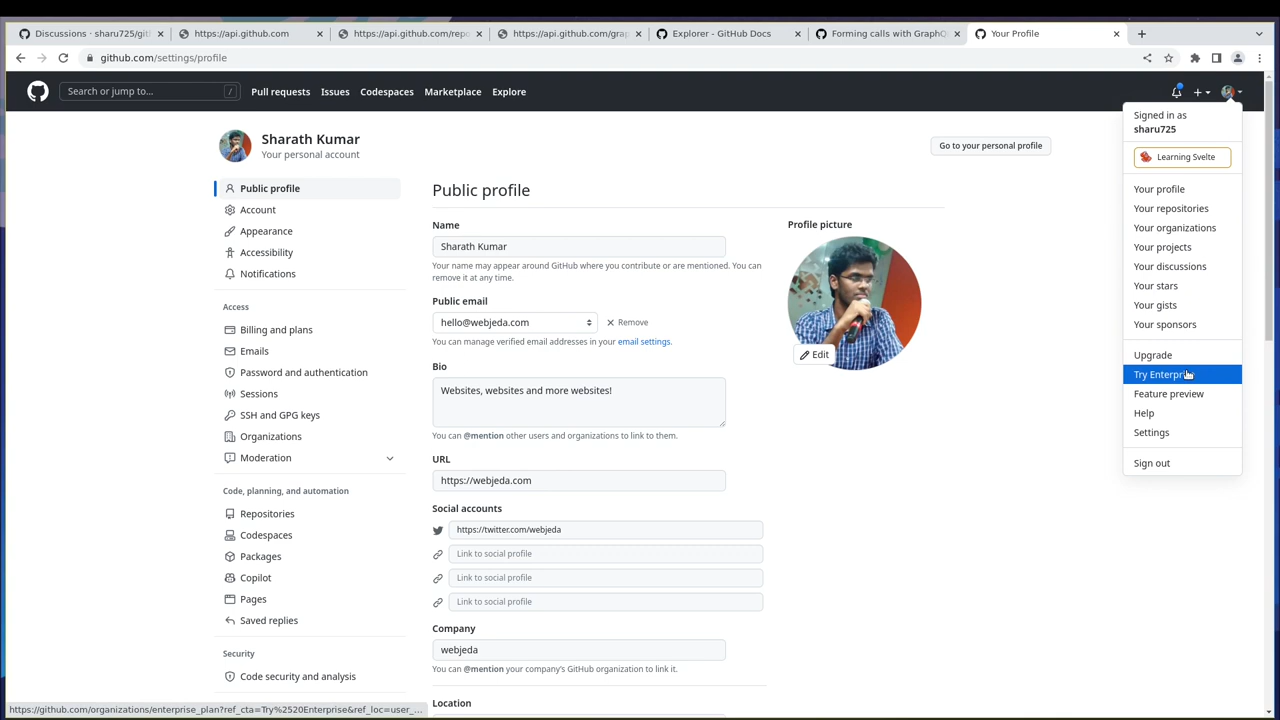 Discussions · sharu725/gitl
https://api.github.com
https://api.github.com/repo
https://api.github.com/grap
Explorer - GitHub Docs
Forming calls with GraphQ
Your Profile
github.com/settings/profile
Search or jump to...
/
Pull requests
Issues
Codespaces
Marketplace
Explore
Sharath Kumar
Your personal account
Go to your personal profile
Public profile
Account
Appearance
Accessibility
Notifications
Access
Billing and plans
Emails
Password and authentication
Sessions
SSH and GPG keys
Organizations
Moderation
Code, planning, and automation
Repositories
Codespaces
Packages
Copilot
Pages
Saved replies
Security
Code security and analysis
Public profile
Name
Sharath Kumar
Your name may appear around GitHub where you contribute or are mentioned. You can
remove it at any time.
Public email
hello@webjeda.com
Remove
You can manage verified email addresses in your email settings.
Bio
Websites, websites and more websites!
You can @mention other users and organizations to link to them.
URL
https://webjeda.com
Social accounts
https://twitter.com/webjeda
Link to social profile
Link to social profile
Link to social profile
Company
webjeda
You can @mention your company's GitHub organization to link it.
Location
Profile picture
Edit
Signed in as
sharu725
Learning Svelte
Your profile
Your repositories
Your organizations
Your projects
Your discussions
Your stars
Your gists
Your sponsors
Upgrade
Try Enterprise
Feature preview
Help
Settings
Sign out
https://github.com/organizations/enterprise_plan?ref_cta=Try%2520Enterprise&ref_loc=user_...